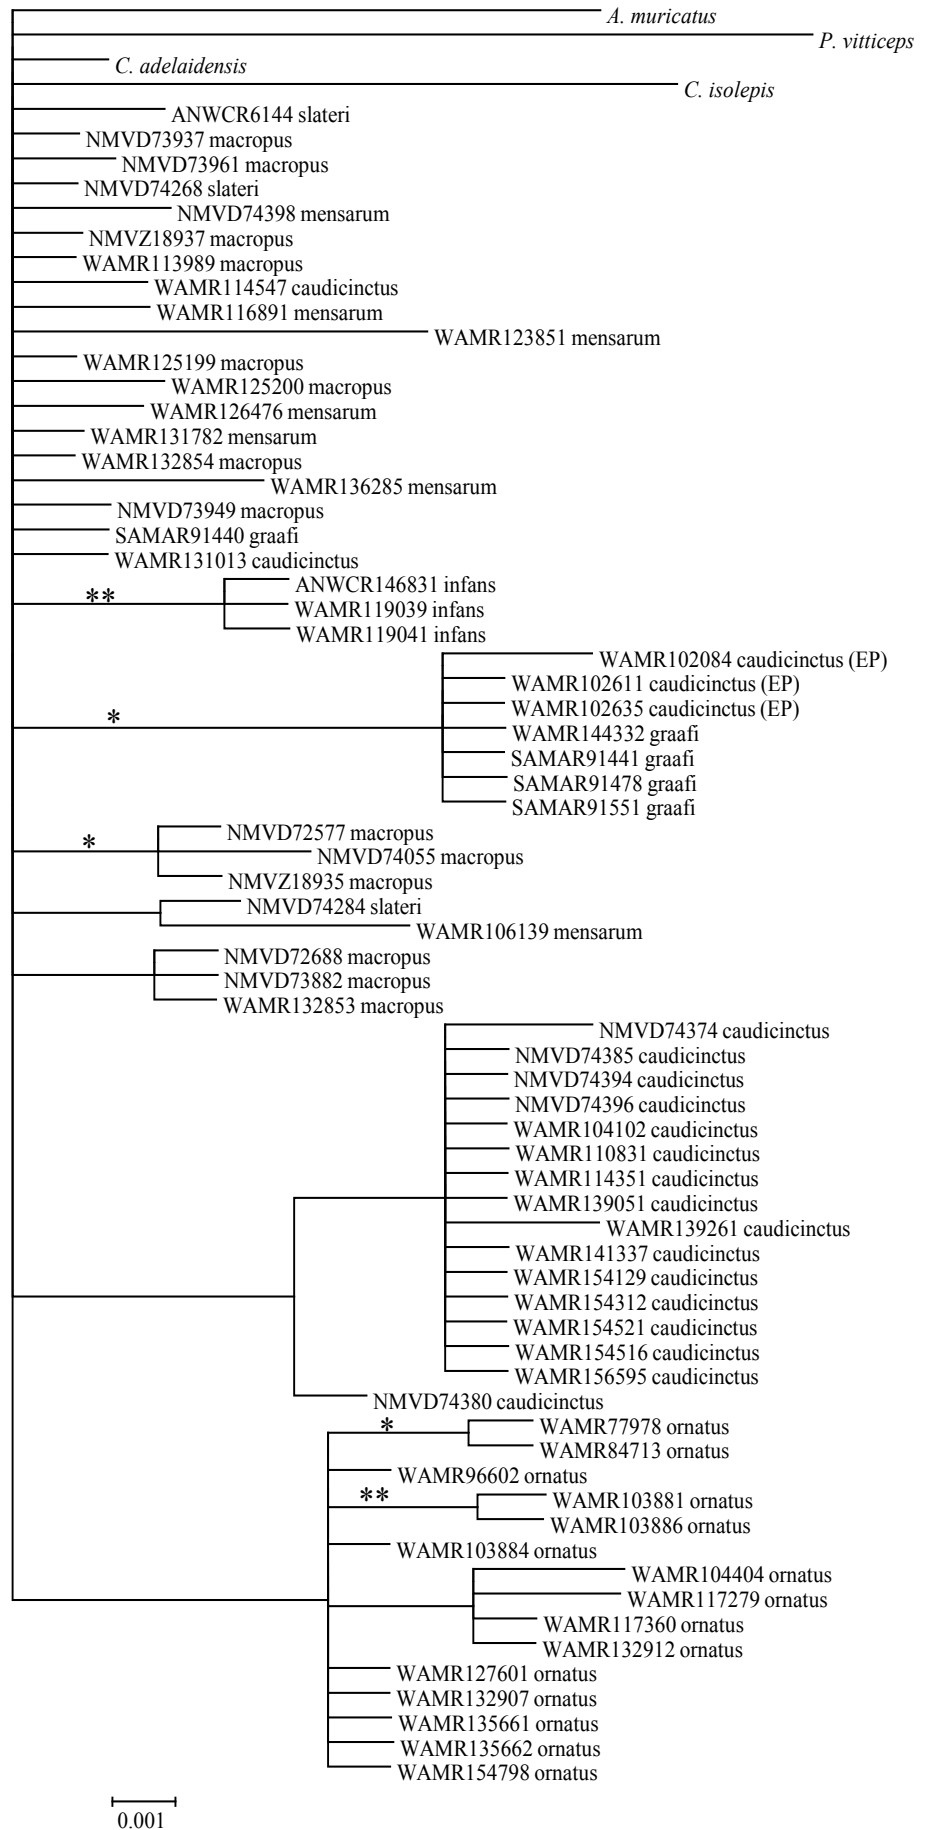 A. muricatus
P. vitticeps
C. adelaidensis
C. isolepis
ANWCR6144 slateri
NMVD73937 macropus
NMVD73961 macropus
NMVD74268 slateri
NMVD74398 mensarum
NMVZ18937 macropus
WAMR113989 macropus
WAMR114547 caudicinctus
WAMR116891 mensarum
WAMR123851 mensarum
WAMR125199 macropus
WAMR125200 macropus
WAMR126476 mensarum
WAMR131782 mensarum
WAMR132854 macropus
WAMR136285 mensarum
NMVD73949 macropus
SAMAR91440 graafi
WAMR131013 caudicinctus
ANWCR146831 infans
**
WAMR119039 infans
WAMR119041 infans
WAMR102084 caudicinctus (EP)
WAMR102611 caudicinctus (EP)
WAMR102635 caudicinctus (EP)
*
WAMR144332 graafi
SAMAR91441 graafi
SAMAR91478 graafi
SAMAR91551 graafi
NMVD72577 macropus
*
NMVD74055 macropus
NMVZ18935 macropus
NMVD74284 slateri
WAMR106139 mensarum
NMVD72688 macropus
NMVD73882 macropus
WAMR132853 macropus
NMVD74374 caudicinctus
NMVD74385 caudicinctus
NMVD74394 caudicinctus
NMVD74396 caudicinctus
WAMR104102 caudicinctus
WAMR110831 caudicinctus
WAMR114351 caudicinctus
WAMR139051 caudicinctus
WAMR139261 caudicinctus
WAMR141337 caudicinctus
WAMR154129 caudicinctus
WAMR154312 caudicinctus
WAMR154521 caudicinctus
WAMR154516 caudicinctus
WAMR156595 caudicinctus
NMVD74380 caudicinctus
*
WAMR77978 ornatus
WAMR84713 ornatus
WAMR96602 ornatus
**
WAMR103881 ornatus
WAMR103886 ornatus
WAMR103884 ornatus
WAMR104404 ornatus
WAMR117279 ornatus
WAMR117360 ornatus
WAMR132912 ornatus
WAMR127601 ornatus
WAMR132907 ornatus
WAMR135661 ornatus
WAMR135662 ornatus
WAMR154798 ornatus
0.001